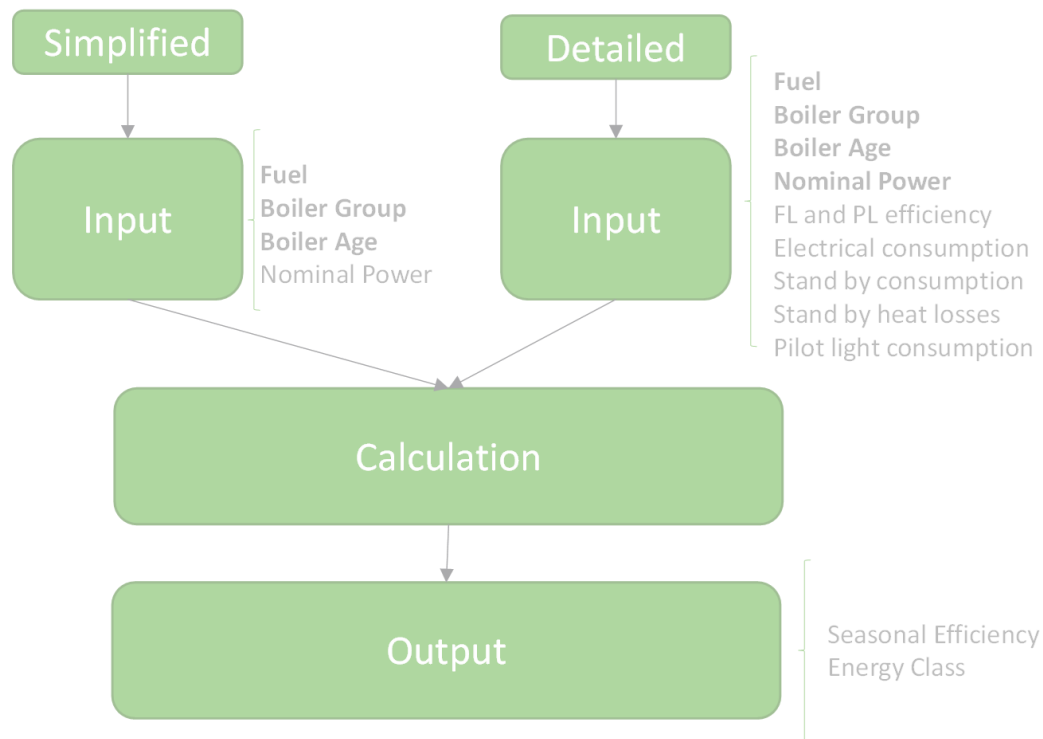 Simplified
Detailed
Input
Fuel
Boiler Group
Boiler Age
Nominal Power
Input
Fuel
Boiler Group
Boiler Age
Nominal Power
FL and PL efficiency
Electrical consumption
Stand by consumption
Stand by heat losses
Pilot light consumption
Calculation
Output
Seasonal Efficiency
Energy Class